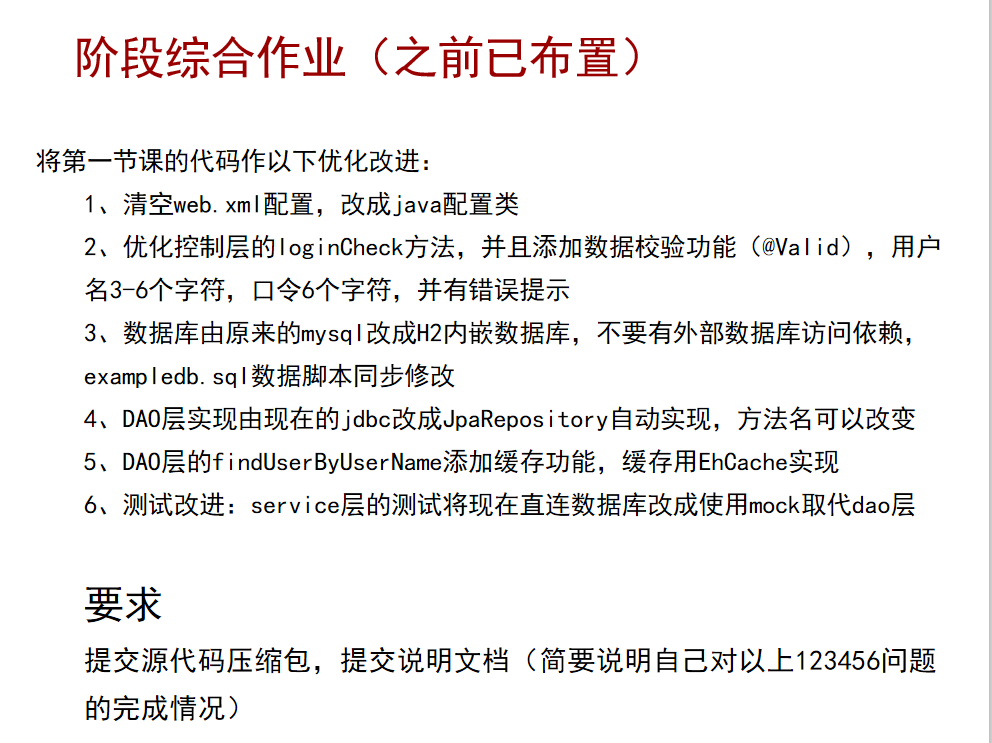 阶段综合作业（之前已布置）
将第一节课的代码作以下优化改进：
1、清空web.xml配置，改成java配置类
2、优化控制层的loginCheck方法，并且添加数据校验功能（@Valid），用户
名3-6个字符，口令6个字符，并有错误提示
3、数据库由原来的mysql改成H2内嵌数据库，不要有外部数据库访问依赖，
exampledb.sql数据脚本同步修改
4、DAO层实现由现在的jdbc改成JpaRepository自动实现，方法名可以改变
5、DAO层的findUserByUserName添加缓存功能，缓存用EhCache实现
6、测试改进：service层的测试将现在直连数据库改成使用mock取代dao层
要求
提交源代码压缩包，提交说明文档（简要说明自己对以上123456问题
的完成情况）